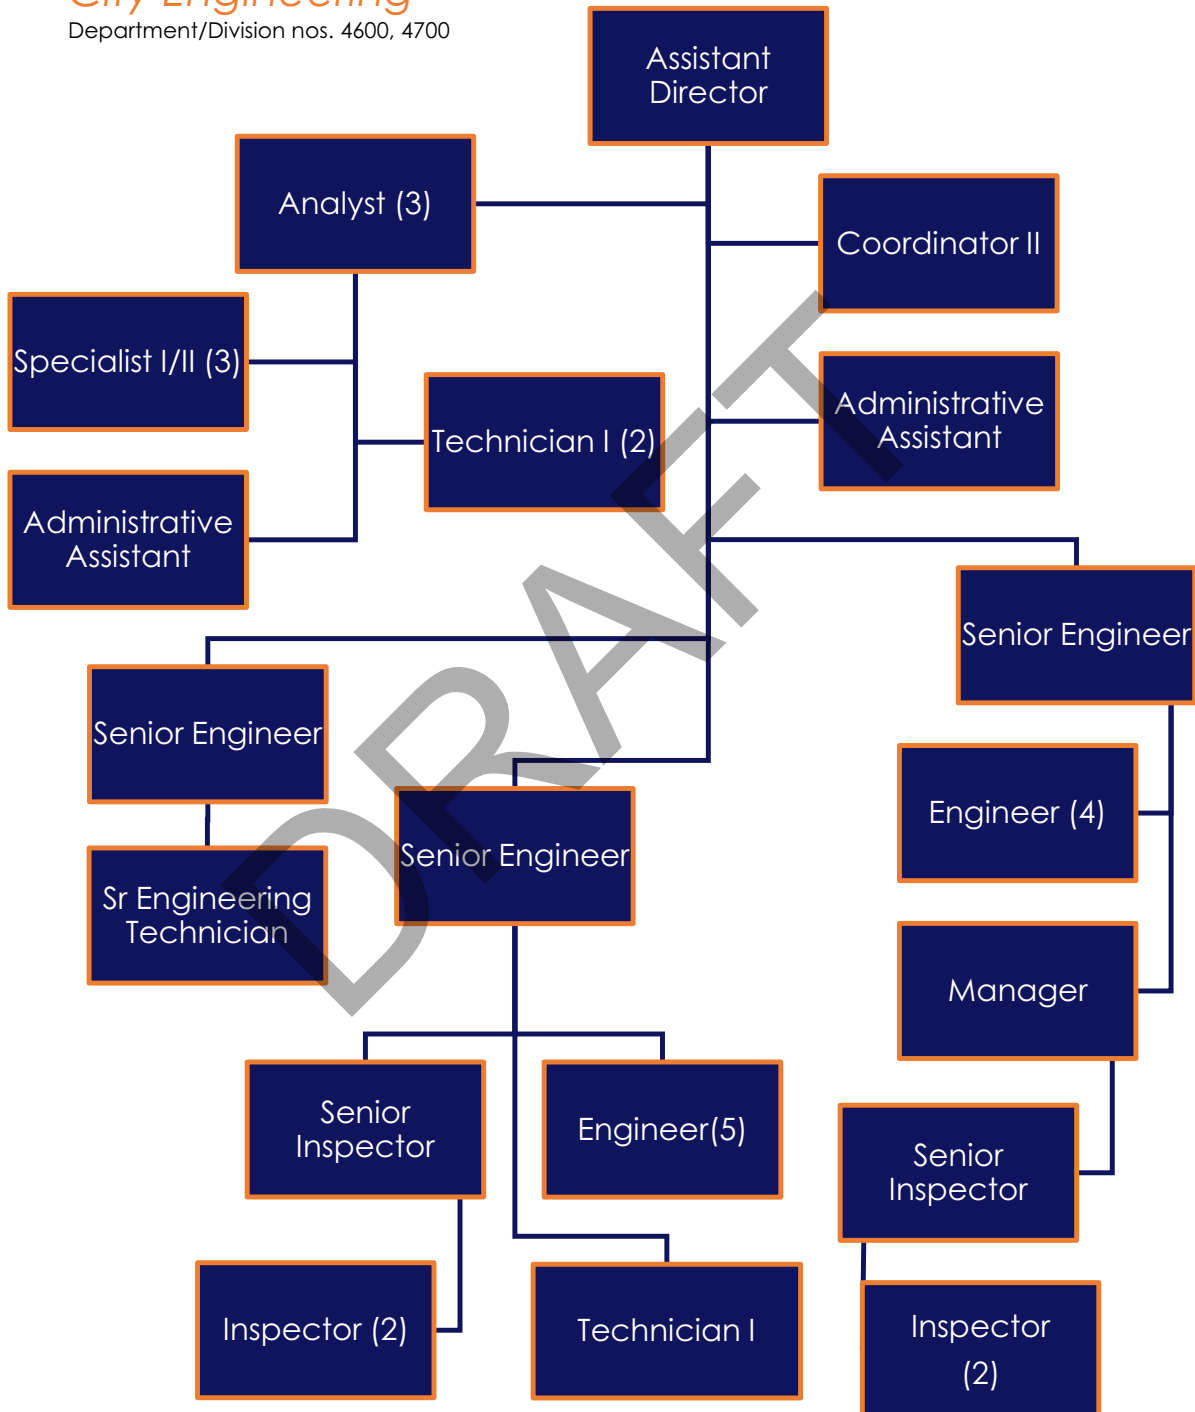 City Engineering
Department/Division nos. 4600, 4700
Assistant
Director
Analyst (3)
Coordinator II
Specialist I/II (3)
Technician I (2)
Administrative
Assistant
Administrative
Assistant
Senior Engineer
Senior Engineer
Senior Engineer
Engineer (4)
Sr Engineering
Technician
Manager
Senior
Inspector
Engineer(5)
Senior
Inspector
Inspector (2)
Technician I
Inspector
(2)
DRAFT